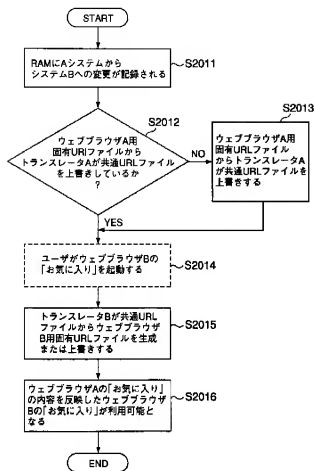 START
RAMにAシステムから
システムBへの変更が記録される
S2011
S2012
ウェブブラウザA用
固有URLファイルから
トランスレータAが共通URLファイル
を上書きしているか
?
NO
S2013
ウェブブラウザA用
固有URLファイル
からトランスレータA
が共通URLファイルを
上書きする
YES
ユーザがウェブブラウザBの
「お気に入り」を起動する
S2014
トランスレータBが共通URL
ファイルからウェブブラウザ
B用固有URLファイルを生成
または上書きする
S2015
ウェブブラウザAの「お気に入り」
の内容を反映したウェブブラウザ
Bの「お気に入り」が利用可能と
なる
S2016
END